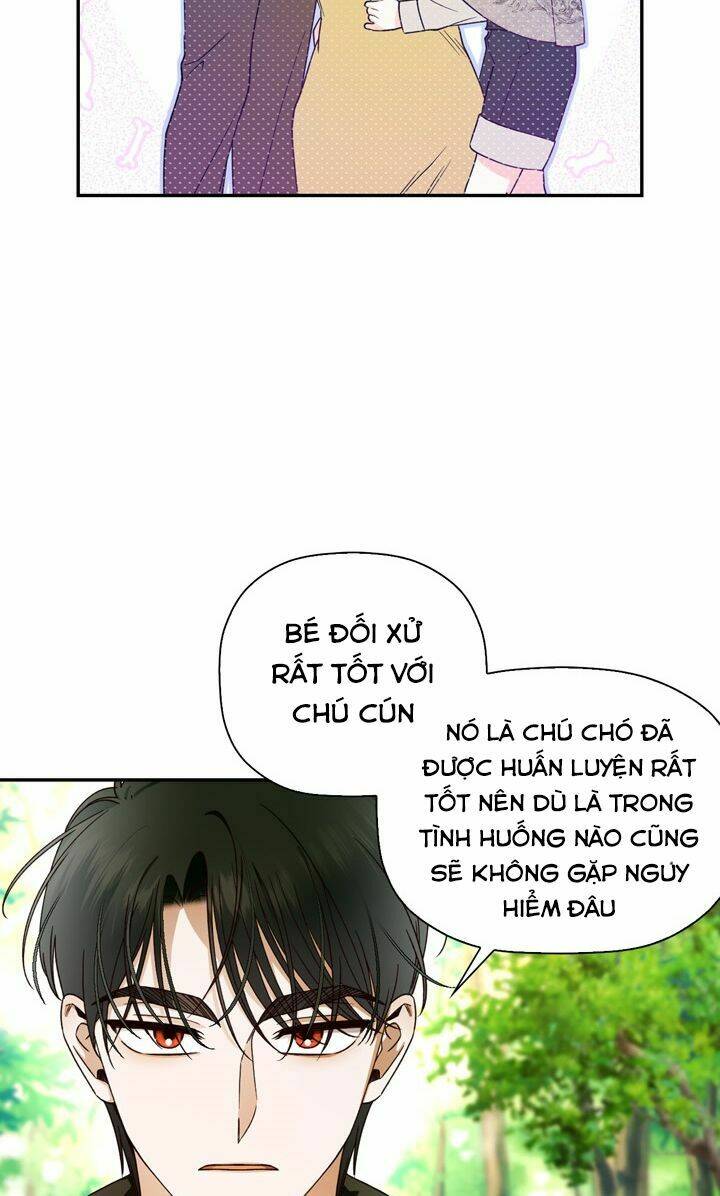 BÉ ĐỐI XỬ
RẤT TỐT VỚI
CHÚ CÚN
NÓ LÀ CHÚ CHÓ ĐÃ
ĐƯỢC HUẤN LUYỆN RẤT
TỐT NÊN DÙ LÀ TRONG
TÌNH HUỐNG NÀO CŨNG
SẼ KHÔNG GẶP NGUY
HIỂM ĐÂU